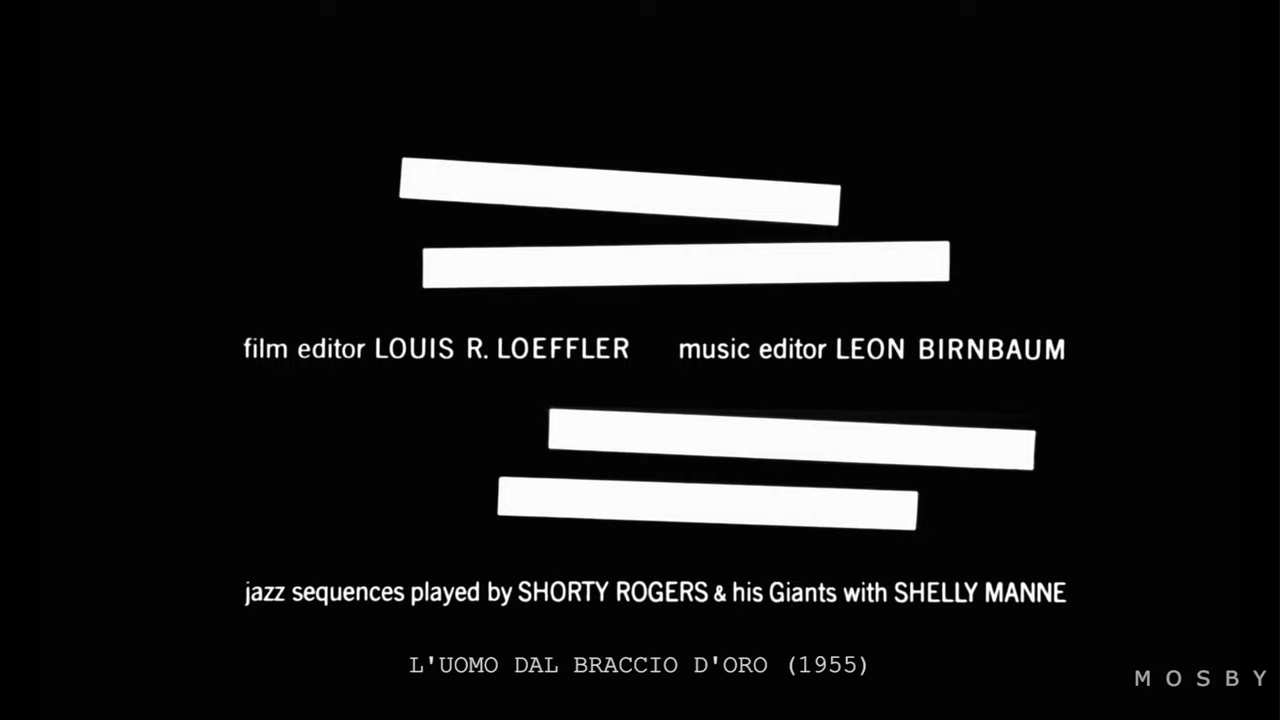 film editor LOUIS R. LOEFFLER music editor LEON BIRNBAUM
jazz sequences played by SHORTY ROGERS & his Giants with SHELLY MANNE
L'UOMO DAL BRACCIO D'ORO (1955)
MOSBY